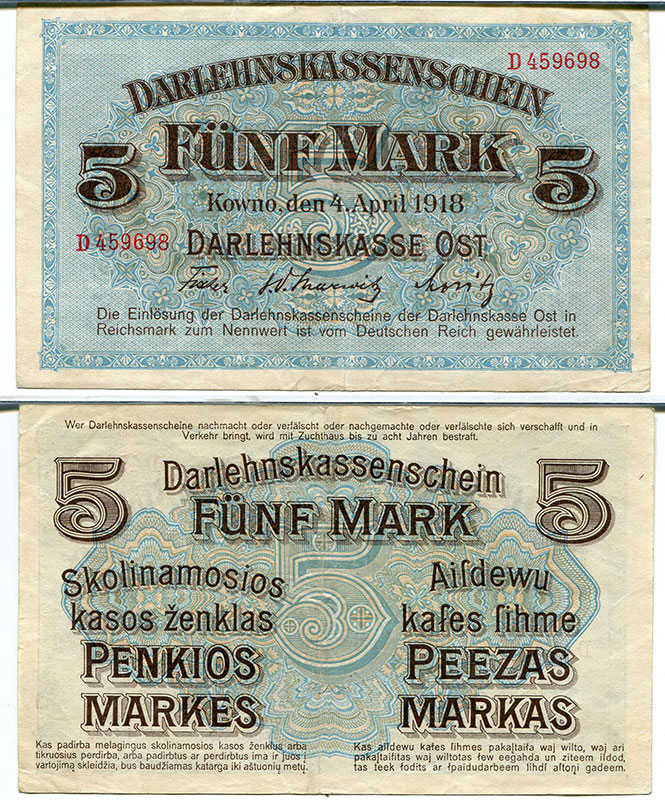 D 459698
DARLEHNSKASSENSCHEIN
5 FÜNF MARK 5
Kowno, den 4. April 1918
D 459698 DARLEHNSKASSE OST
Die Einlösung der Darlehnskassenscheine der Darlehnskasse Ost in
Reichsmark zum Nennwert ist vom Deutschen Reich gewährleistet.
Wer Darlehnskassenscheine nachmacht oder verfälscht oder nachgemachte oder verfälschte sich verschafft und in
Verkehr bringt, wird mit Zuchthaus bis zu acht Jahren bestraft.
5 Darlehnskassenschein 5
FÜNF MARK
Skolinamosios
kasos ženklas
PENKIOS
MARKES
Kas padirba melagingus skolinamosios kasos ženklus arba
tikruosius perdirba, arba padirbtus ar perdirbtus ima ir juos į
vartojimą skleidžia, bus baudžiamas katarga iki aštuonių metų.
Aiſdewu
kaſes ſihme
PEEZAS
MARKAS
Kas aiſdewu kaſes ſihmes pakaļtaifa waj wilto, waj ari
pakaļtaiſitas waj wiltotas few eegahda un ziteem iſdod,
tas teek ſodits ar ſpaidudarbeem lihdſ aſtoņi gadeem.